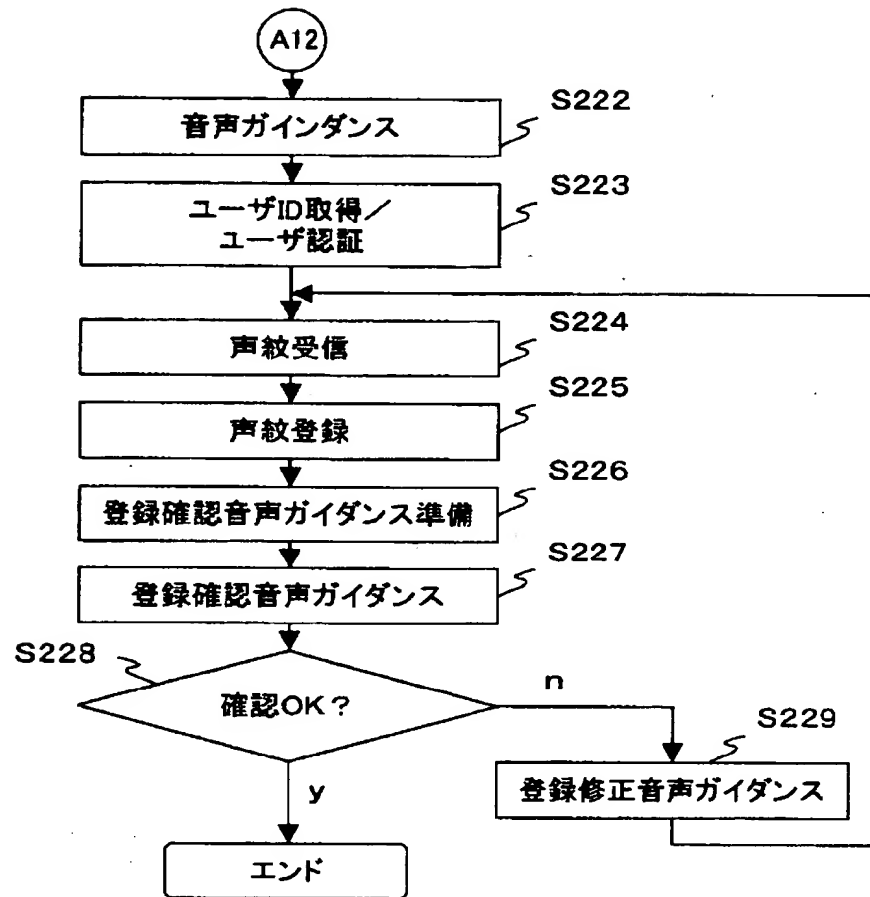 A12
S222
音声ガインダンス
S223
ユーザID取得／
ユーザ認証
S224
声紋受信
S225
声紋登録
S226
登録確認音声ガイダンス準備
S227
登録確認音声ガイダンス
S228
確認OK？
n
S229
登録修正音声ガイダンス
y
エンド